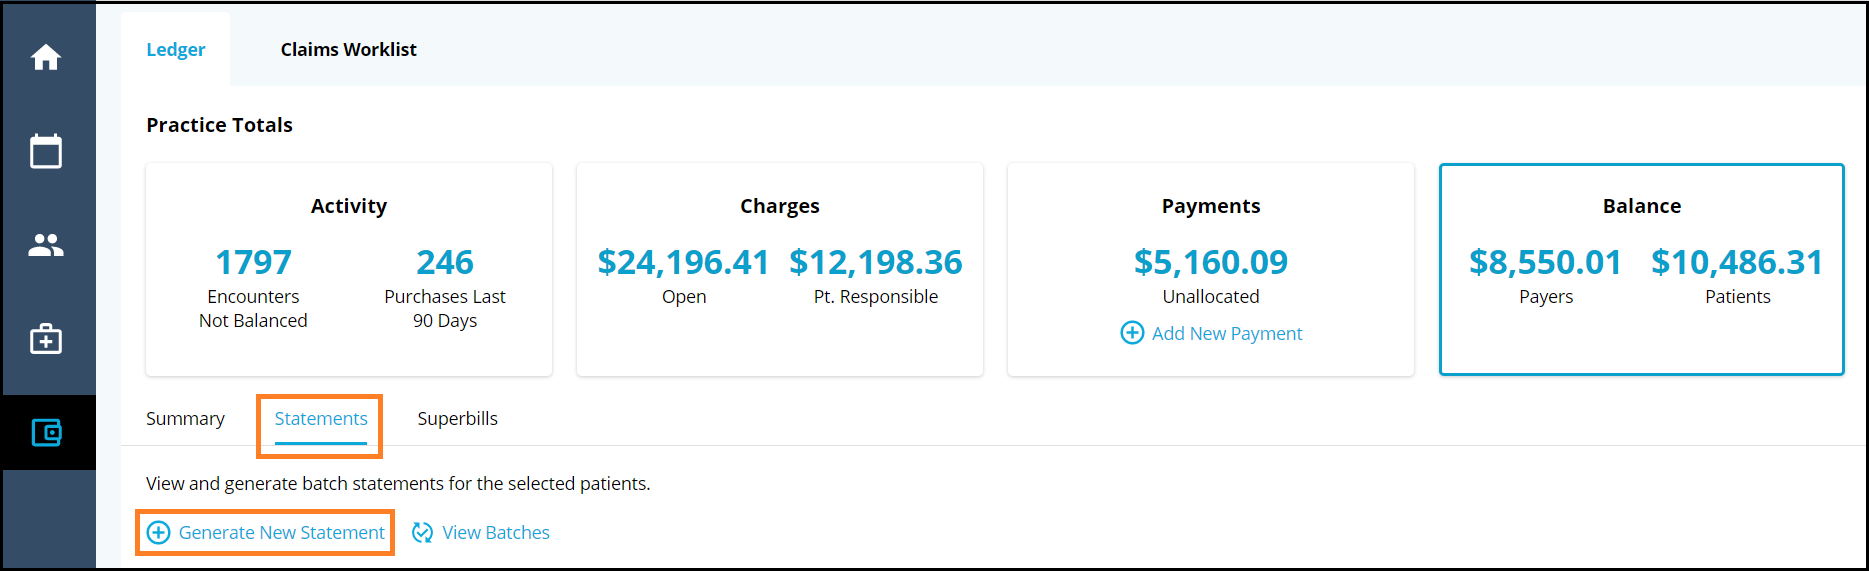 Ledger
Claims Worklist
Practice Totals
Activity
1797
Encounters
Not Balanced
246
Purchases Last
90 Days
Charges
$24,196.41
Open
$12,198.36
Pt. Responsible
Payments
$5,160.09
Unallocated
Add New Payment
Balance
$8,550.01
Payers
$10,486.31
Patients
Summary
Statements
Superbills
View and generate batch statements for the selected patients.
Generate New Statement
View Batches